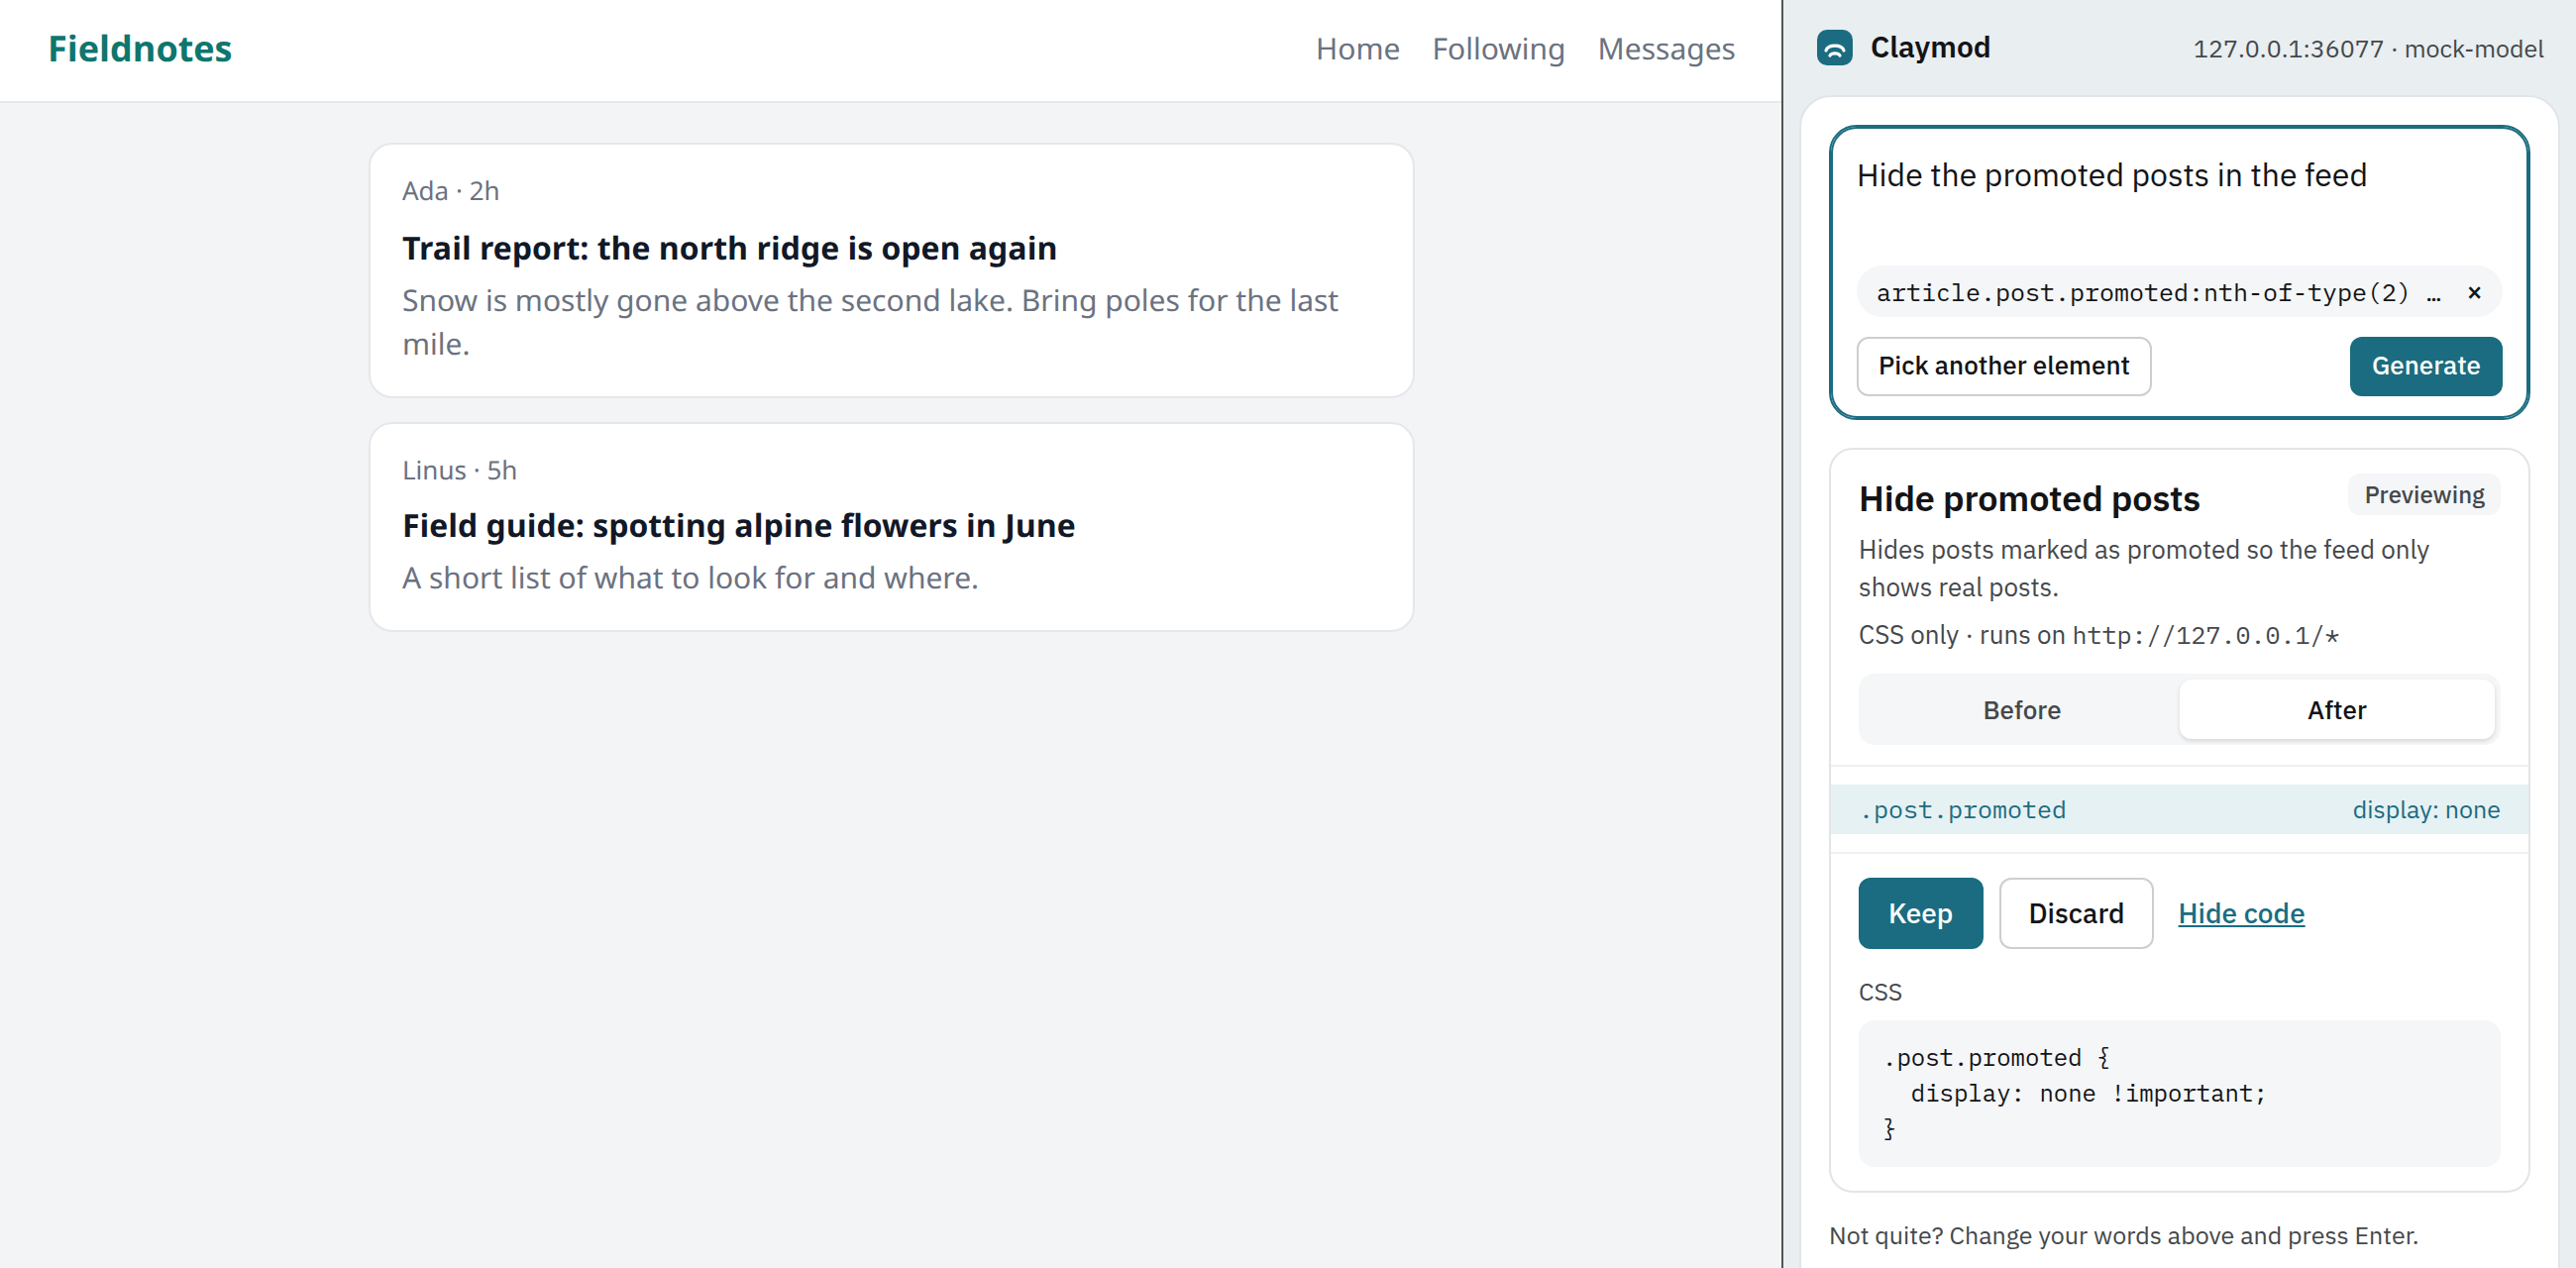 Fieldnotes
Home Following Messages
Ada · 2h
Trail report: the north ridge is open again
Snow is mostly gone above the second lake. Bring poles for the last
mile.
Linus · 5h
Field guide: spotting alpine flowers in June
A short list of what to look for and where.
Claymod
127.0.0.1:36077 · mock-model
Hide the promoted posts in the feed
article.post.promoted:nth-of-type(2) … ×
Pick another element
Generate
Hide promoted posts
Previewing
Hides posts marked as promoted so the feed only
shows real posts.
CSS only · runs on http://127.0.0.1/*
Before
After
.post.promoted
display: none
Keep
Discard
Hide code
CSS
.post.promoted {
  display: none !important;
}
Not quite? Change your words above and press Enter.